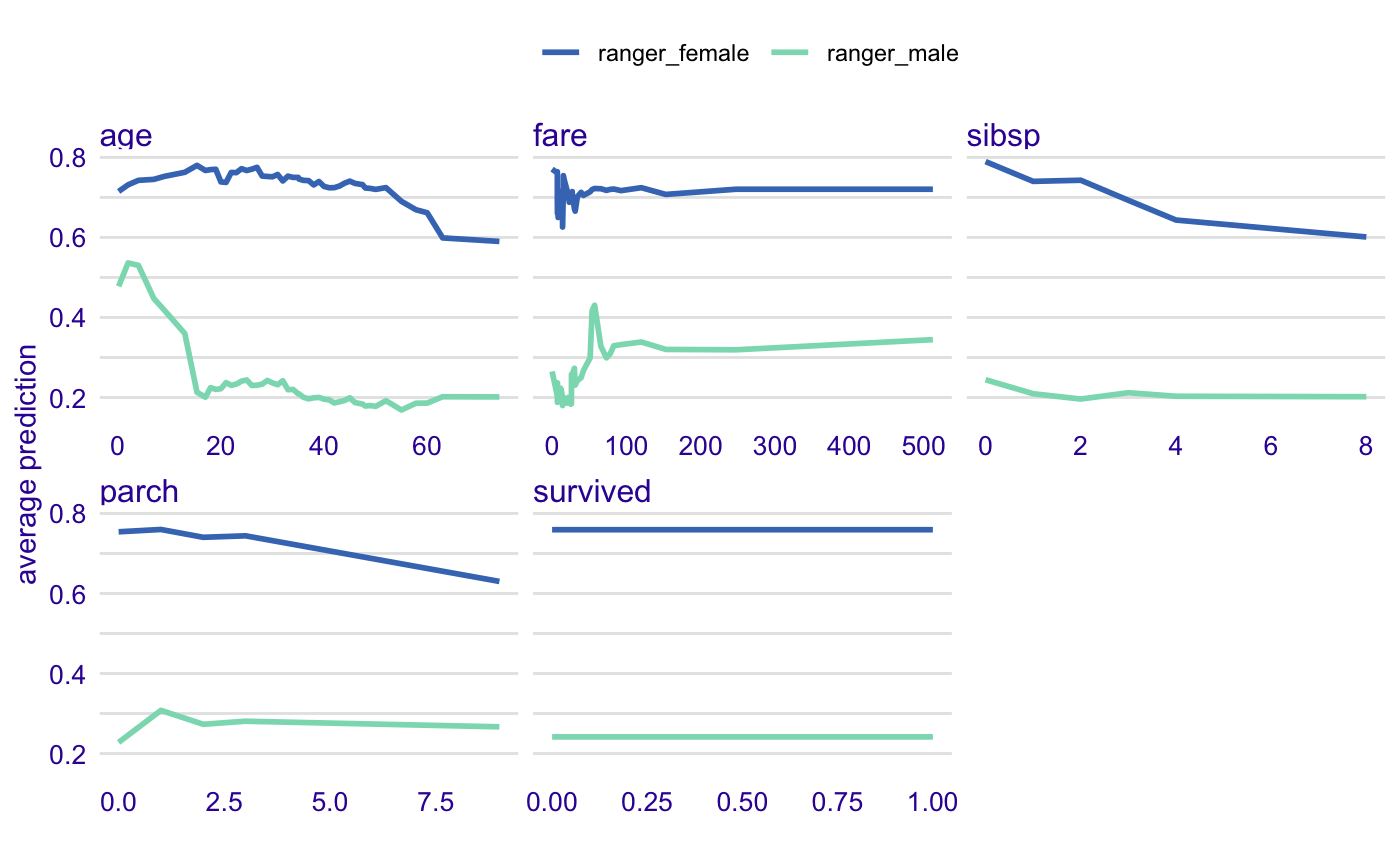 ranger_female ranger_male
age fare sibsp
0.8
0.6
0.4
0.2
0 20 40 60 0 100 200 300 400 500 0 2 4 6 8
average prediction
parch survived
0.8
0.6
0.4
0.2
0.0 2.5 5.0 7.5 0.00 0.25 0.50 0.75 1.00